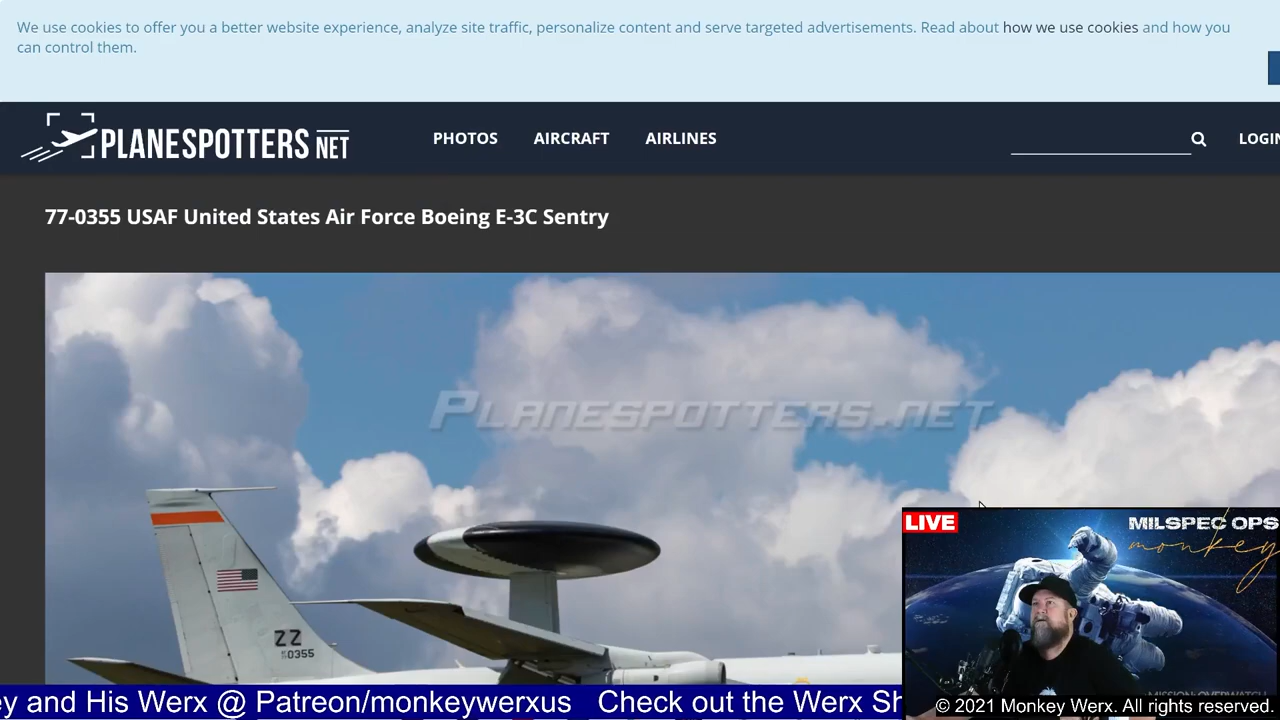 We use cookies to offer you a better website experience, analyze site traffic, personalize content and serve targeted advertisements. Read about how we use cookies and how you
can control them.
PLANESPOTTERS NET
PHOTOS
AIRCRAFT
AIRLINES
LOGIN
77-0355 USAF United States Air Force Boeing E-3C Sentry
PLANESPOTTERS.NET
ZZ
0355
LIVE
MILSPEC OPS
monkey
MISSION: OVERWATCH
ey and His Werx @ Patreon/monkeywerxus Check out the Werx Sh
© 2021 Monkey Werx. All rights reserved.